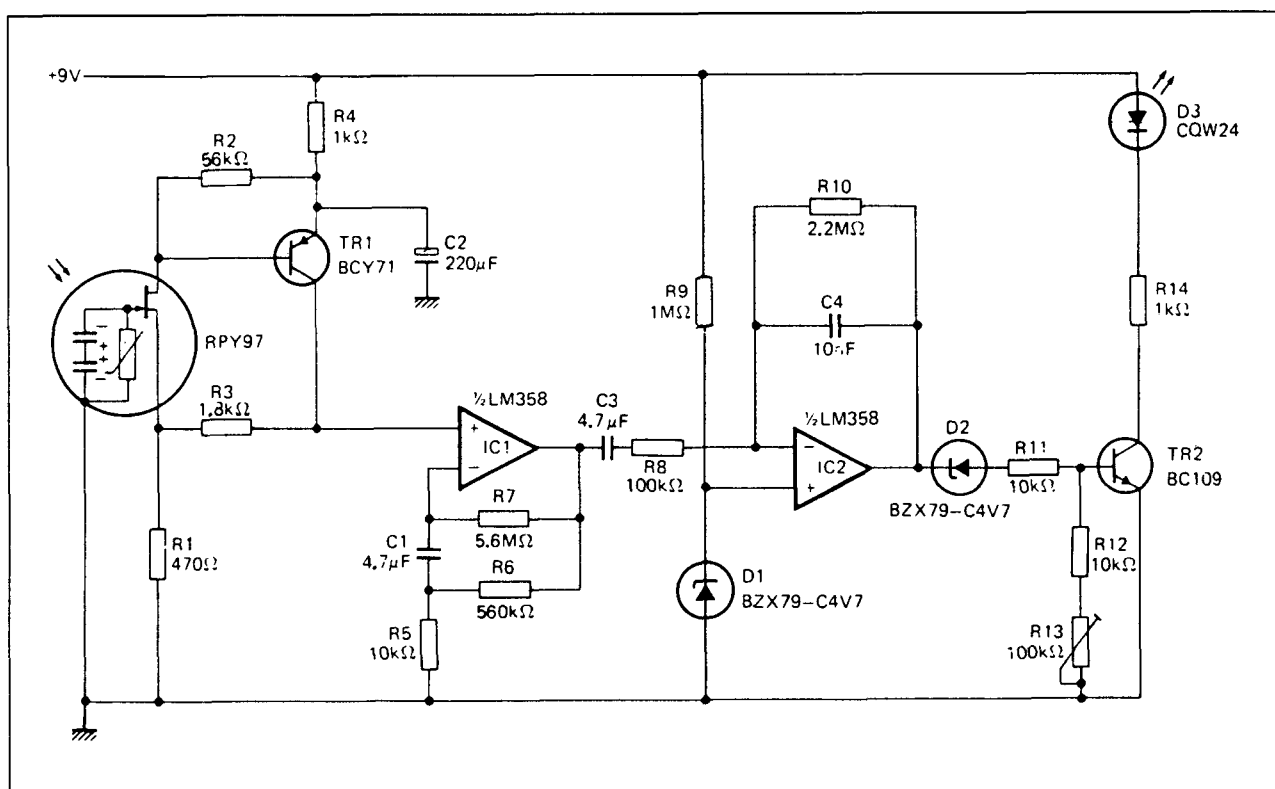 +9V
R4
1kΩ
D3
CQW24
R2
56kΩ
R10
2.2MΩ
TR1
BCY71
C2
220µF
R14
1kΩ
R9
1MΩ
C4
RPY97
R3
1.8kΩ
½LM358
C3
4.7µF
½LM358
D2
+
IC1
−
R8
100kΩ
−
IC2
+
R11
10kΩ
TR2
BC109
BZX79-C4V7
R7
5.6MΩ
C1
4.7µF
R1
470Ω
R6
560kΩ
D1
BZX79-C4V7
R12
10kΩ
R5
10kΩ
R13
100kΩ